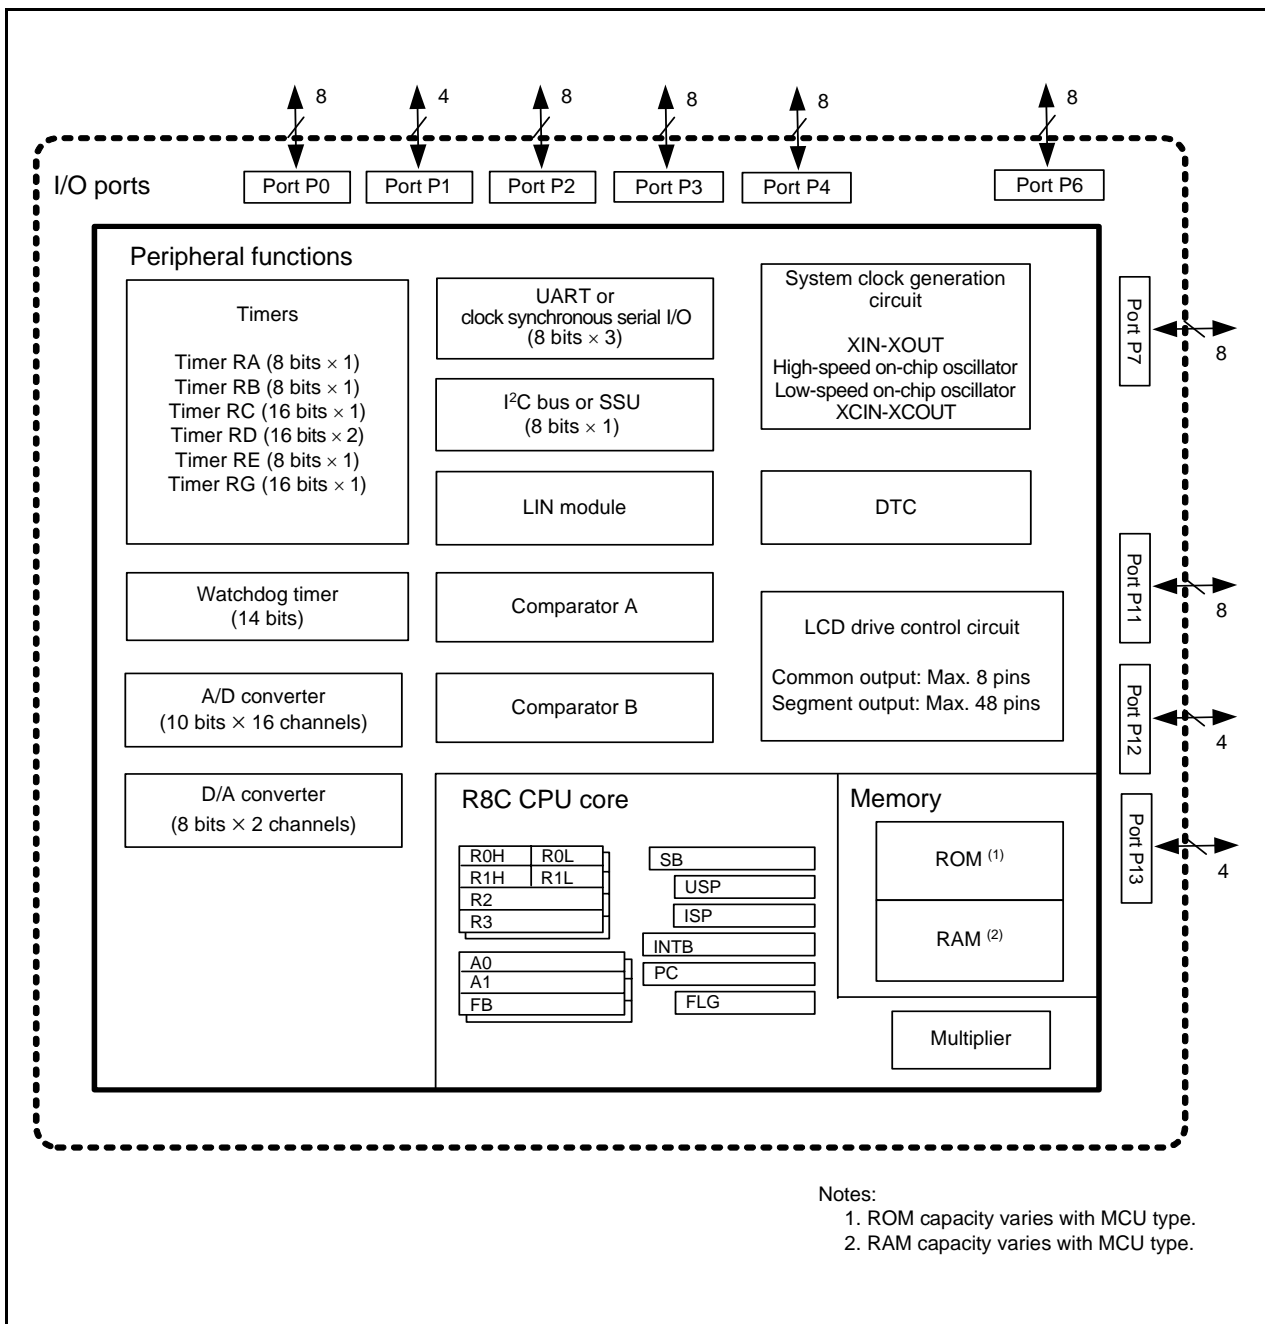 8
4
8
8
8
8
I/O ports
Port P0
Port P1
Port P2
Port P3
Port P4
Port P6
Peripheral functions
Timers
Timer RA (8 bits × 1)
Timer RB (8 bits × 1)
Timer RC (16 bits × 1)
Timer RD (16 bits × 2)
Timer RE (8 bits × 1)
Timer RG (16 bits × 1)
UART or
clock synchronous serial I/O
(8 bits × 3)
I²C bus or SSU
(8 bits × 1)
LIN module
System clock generation
circuit
XIN-XOUT
High-speed on-chip oscillator
Low-speed on-chip oscillator
XCIN-XCOUT
DTC
Port P7
8
Watchdog timer
(14 bits)
Comparator A
LCD drive control circuit
Common output: Max. 8 pins
Segment output: Max. 48 pins
Port P11
8
A/D converter
(10 bits × 16 channels)
Comparator B
Port P12
4
D/A converter
(8 bits × 2 channels)
R8C CPU core
R0H
R0L
R1H
R1L
R2
R3
A0
A1
FB
SB
USP
ISP
INTB
PC
FLG
Memory
ROM (1)
RAM (2)
Multiplier
Port P13
4
Notes:
1. ROM capacity varies with MCU type.
2. RAM capacity varies with MCU type.